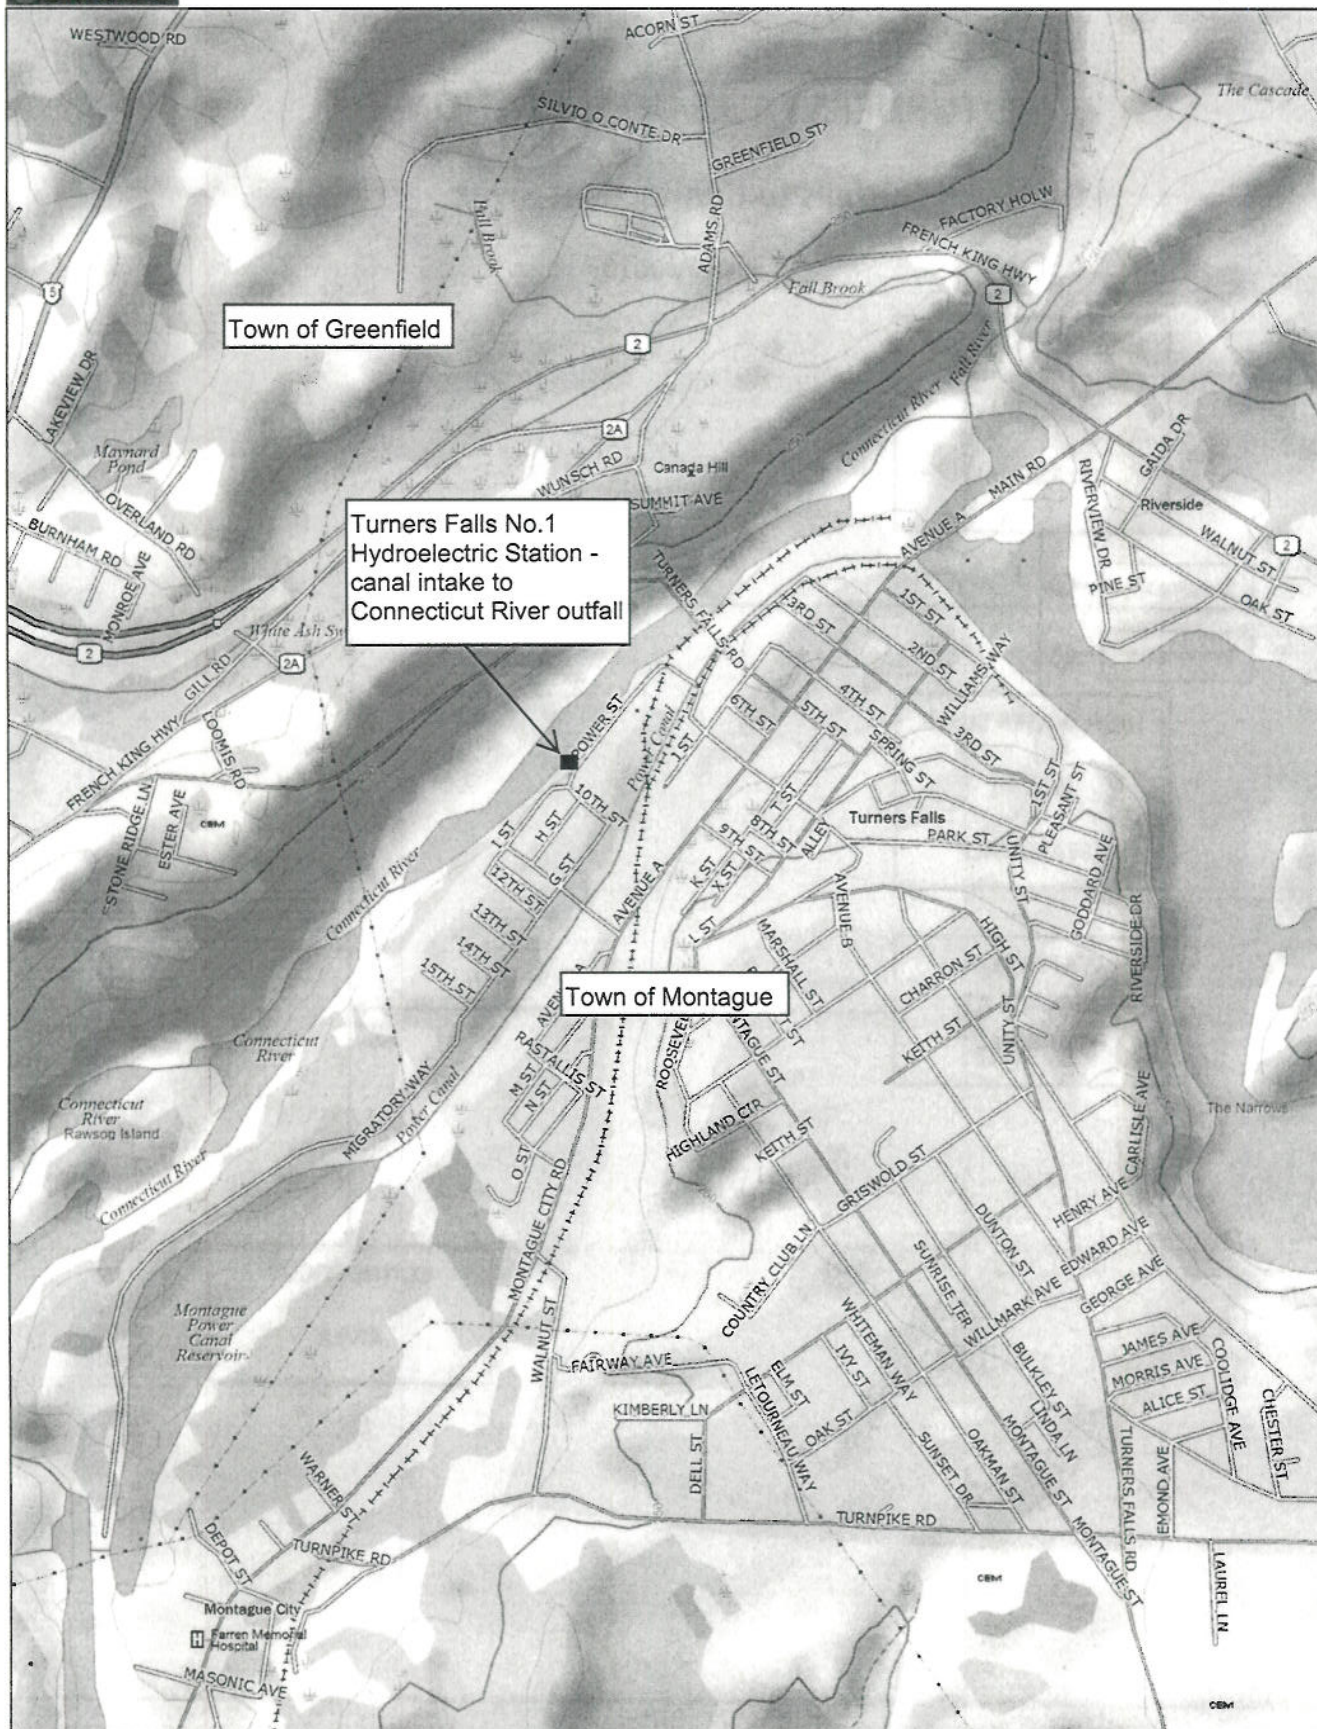 WESTWOOD RD
ACORN ST
The Cascade
SILVIO O CONTE DR
GREENFIELD ST
Fall Brook
ADAMS RD
FACTORY HOLW
FRENCH KING HWY
5
Fall Brook
2
Town of Greenfield
2
Fall River
Connecticut River
LAKEVIEW DR
2A
Maynard
Pond
WUNSCH RD
Canada Hill
MAIN RD
GAIDA DR
RIVERVIEW DR
Riverside
OVERLAND RD
SUMMIT AVE
AVENUE A
WALNUT ST
2
BURNHAM RD
MONROE AVE
Turners Falls No.1
Hydroelectric Station -
canal intake to
Connecticut River outfall
TURNERS FALLS RD
PINE ST
OAK ST
3RD ST
1ST ST
2ND ST
WILLIAMS WAY
White Ash
2
2A
GILL RD
FRENCH KING HWY
LOOMIS RD
POWER ST
Power Canal
J ST
6TH ST
5TH ST
4TH ST
SPRING ST
3RD ST
1ST ST
PLEASANT ST
STONE RIDGE LN
ESTER AVE
CEM
10TH ST
I ST
H ST
G ST
T ST
8TH ST
9TH ST
ALLEY
Turners Falls
PARK ST
UNITY ST
GODDARD AVE
K ST
X ST
L ST
AVENUE A
12TH ST
13TH ST
14TH ST
15TH ST
Connecticut River
AVENUE B
MARSHALL ST
HIGH ST
CHARRON ST
RIVERSIDE DR
Town of Montague
KEITH ST
UNITY ST
Connecticut
River
RASTALLIS ST
M ST
N ST
O ST
Power Canal
MIGRATORY WAY
Connecticut
River
Rawson Island
Connecticut River
HIGHLAND CIR
KEITH ST
The Narrows
CARLISLE AVE
GRISWOLD ST
HENRY AVE
MONTAGUE CITY RD
DUNTON ST
EDWARD AVE
COUNTRY CLUB LN
SUNRISE TER
GEORGE AVE
WILLMARK AVE
Montague
Power
Canal
Reservoir
WALNUT ST
WHITEMAN WAY
JAMES AVE
MORRIS AVE
ALICE ST
COOLIDGE AVE
CHESTER ST
FAIRWAY AVE
ELM ST
IVY ST
BULKLEY ST
LINDA LN
KIMBERLY LN
LETOURNEAU WAY
OAK ST
DELL ST
SUNSET DR
OAKMAN ST
MONTAGUE ST
TURNERS FALLS RD
EMOND AVE
WARNER ST
TURNPIKE RD
DEPOT ST
TURNPIKE RD
MONTAGUE ST
LAUREL LN
CEM
Montague City
H
Farren Memorial
Hospital
MASONIC AVE
CEM